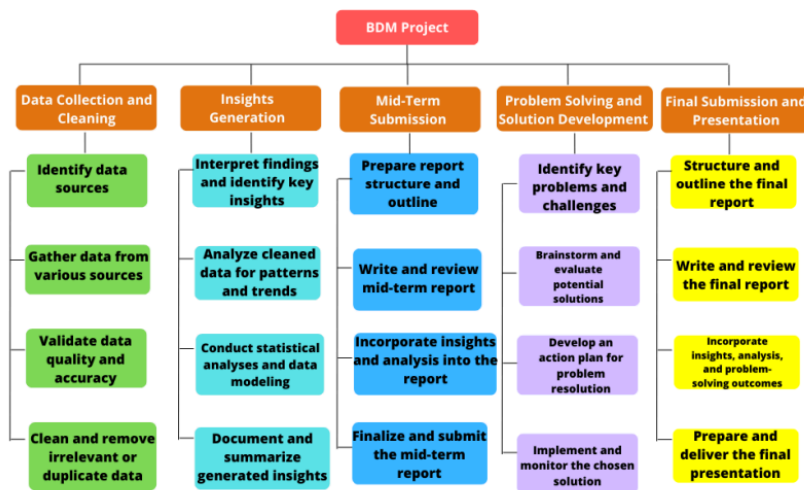 BDM Project
Data Collection and
Cleaning
Identify data
sources
Gather data from
various sources
Validate data
quality and
accuracy
Clean and remove
irrelevant or
duplicate data
Insights
Generation
Interpret findings
and identify key
insights
Analyze cleaned
data for patterns
and trends
Conduct statistical
analyses and data
modeling
Document and
summarize
generated insights
Mid-Term
Submission
Prepare report
structure and
outline
Write and review
mid-term report
Incorporate insights
and analysis into the
report
Finalize and submit
the mid-term
report
Problem Solving and
Solution Development
Identify key
problems and
challenges
Brainstorm and
evaluate
potential
solutions
Develop an
action plan for
problem
resolution
Implement and
monitor the chosen
solution
Final Submission and
Presentation
Structure and
outline the final
report
Write and review
the final report
Incorporate
insights, analysis,
and problem-
solving outcomes
Prepare and
deliver the final
presentation